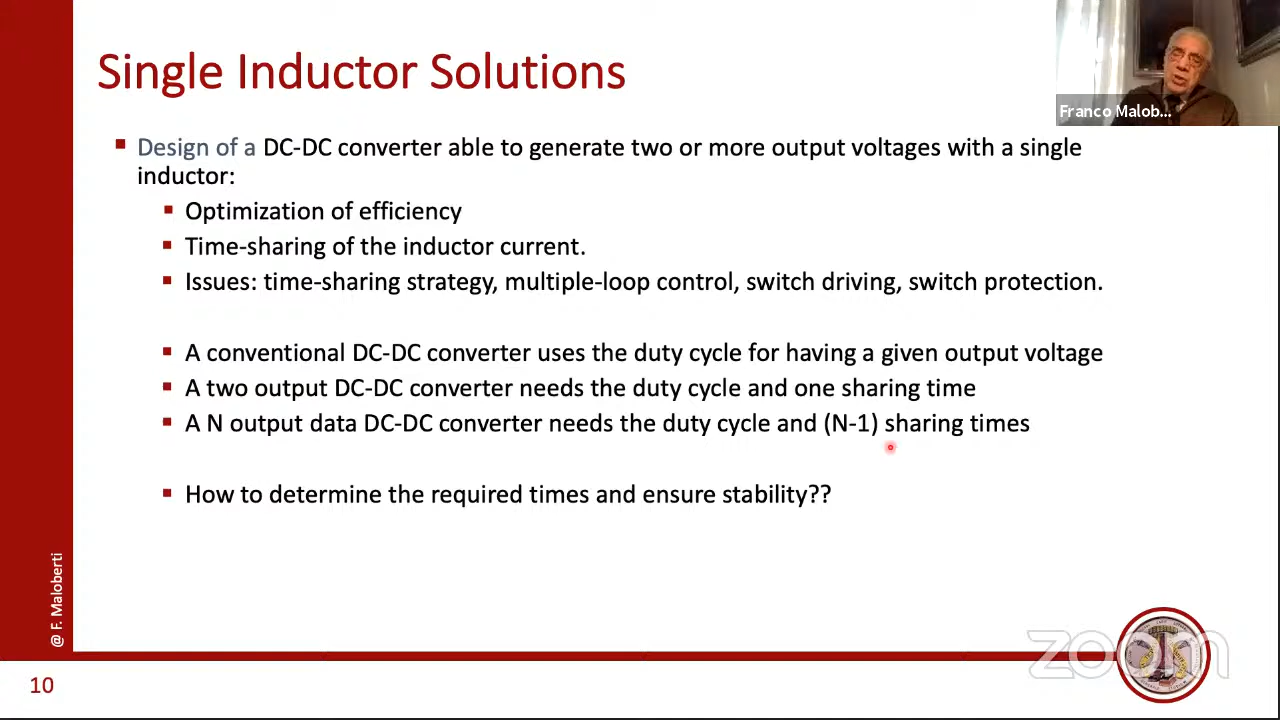 Single Inductor Solutions
Franco Malob...
▪ Design of a DC-DC converter able to generate two or more output voltages with a single
inductor:
▪ Optimization of efficiency
▪ Time-sharing of the inductor current.
▪ Issues: time-sharing strategy, multiple-loop control, switch driving, switch protection.
▪ A conventional DC-DC converter uses the duty cycle for having a given output voltage
▪ A two output DC-DC converter needs the duty cycle and one sharing time
▪ A N output data DC-DC converter needs the duty cycle and (N-1) sharing times
▪ How to determine the required times and ensure stability??
@ F. Maloberti
zoom
10